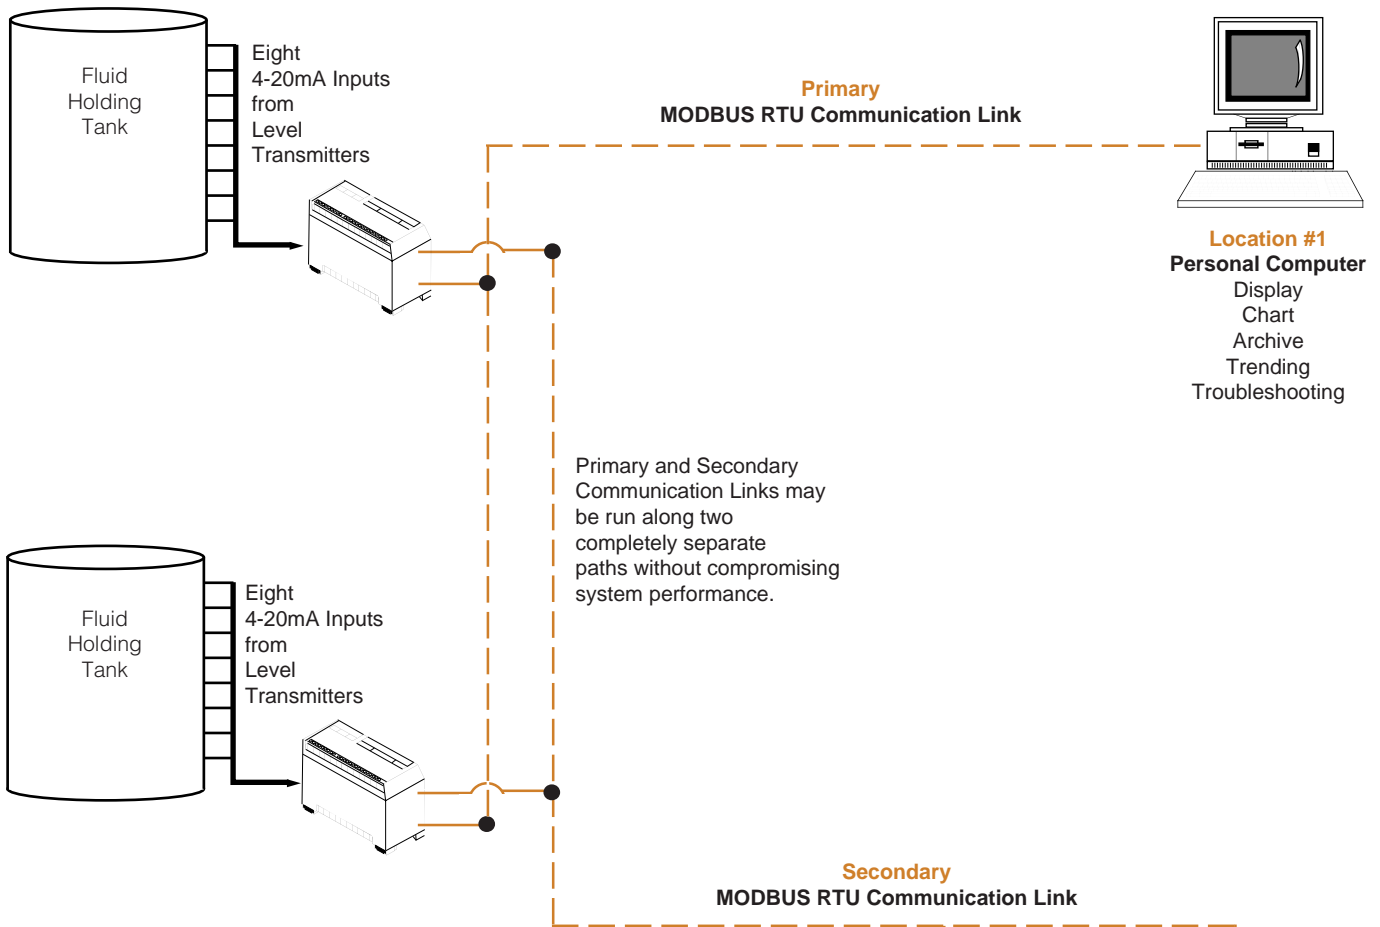 Fluid
Holding
Tank
Eight
4-20mA Inputs
from
Level
Transmitters
Primary
MODBUS RTU Communication Link
Location #1
Personal Computer
Display
Chart
Archive
Trending
Troubleshooting
Primary and Secondary
Communication Links may
be run along two
completely separate
paths without compromising
system performance.
Fluid
Holding
Tank
Eight
4-20mA Inputs
from
Level
Transmitters
Secondary
MODBUS RTU Communication Link